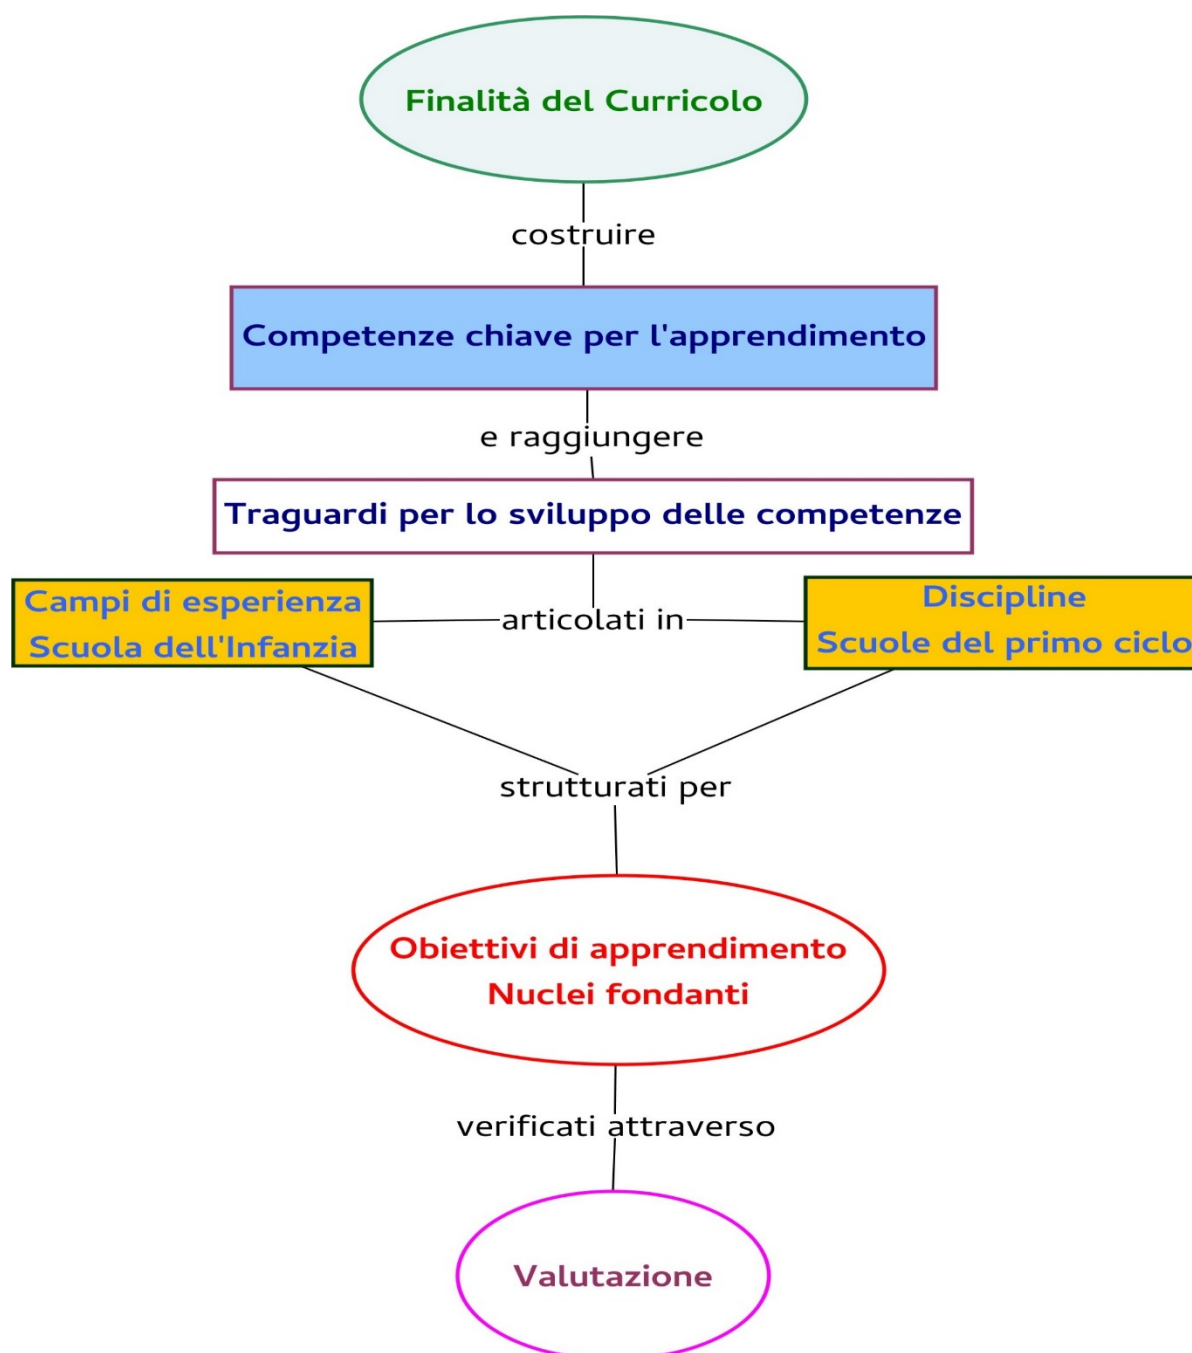 Finalità del Curricolo
costruire
Competenze chiave per l'apprendimento
e raggiungere
Traguardi per lo sviluppo delle competenze
Campi di esperienza
Scuola dell'Infanzia
articolati in
Discipline
Scuole del primo ciclo
strutturati per
Obiettivi di apprendimento
Nuclei fondanti
verificati attraverso
Valutazione